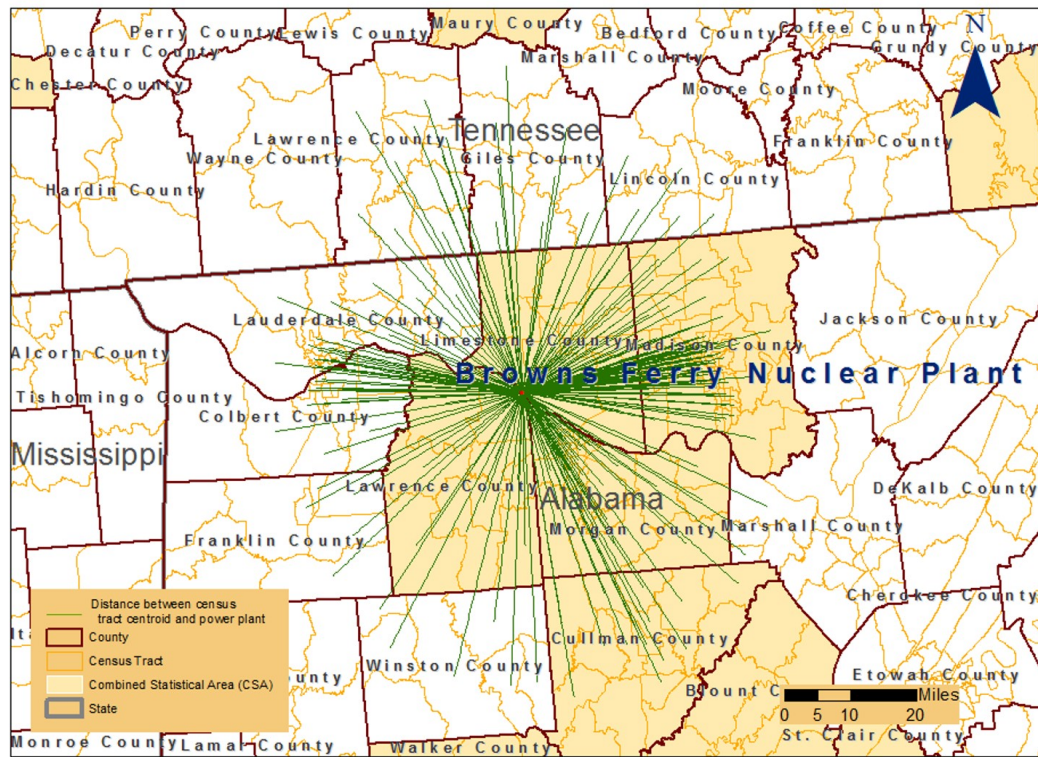 Maury County
Perry County
Lewis County
Bedford County
Coffee County
N
Decatur County
Marshall County
Grundy County
Chester County
Moore County
Lawrence County
Tennessee
Franklin County
Wayne County
Giles County
Hardin County
Lincoln County
Lauderdale County
Jackson County
Limestone County
Madison County
Alcorn County
Browns Ferry Nuclear Plant
Tishomingo County
Colbert County
Mississippi
Lawrence County
Alabama
DeKalb County
Morgan County
Marshall County
Franklin County
Cherokee County
Distance between census
tract centroid and power plant
County
Census Tract
Combined Statistical Area (CSA)
State
Cullman County
Winston County
Etowah County
Blount C
Miles
0 5 10 20
St. Clair County
Monroe County
Lamar County
Walker County